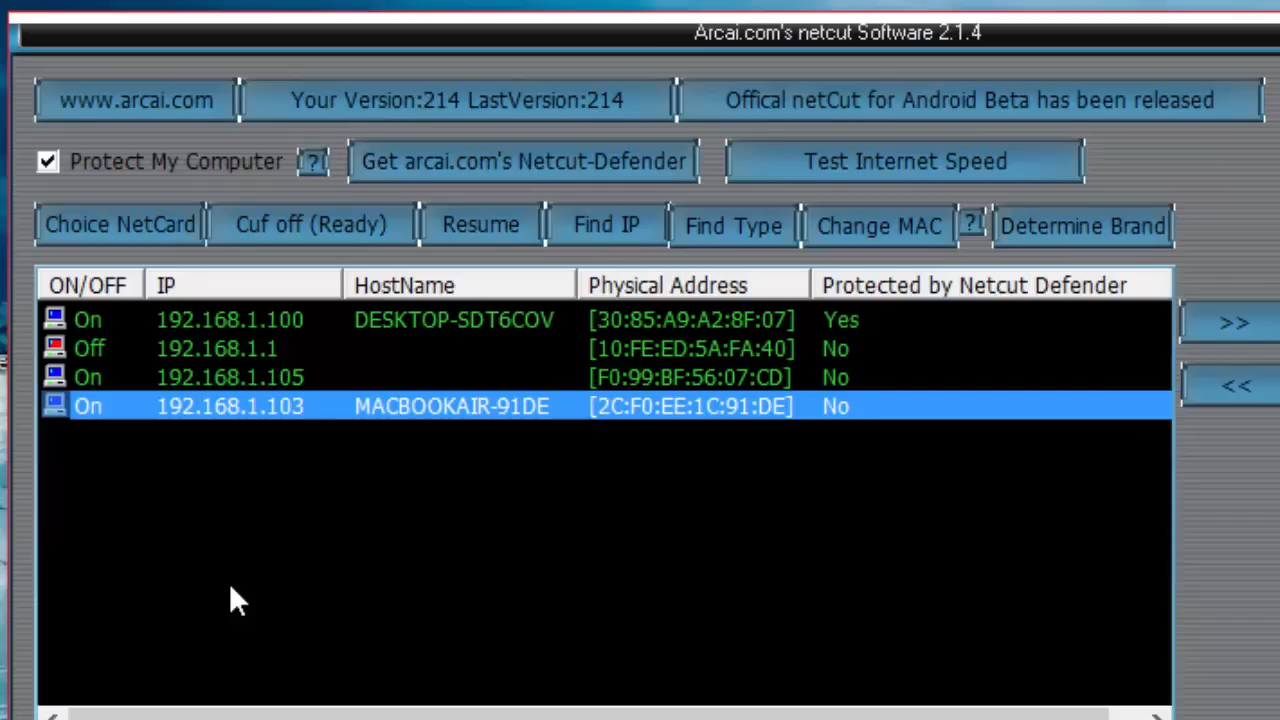 Arcai.com's netcut Software 2.1.4
www.arcai.com Your Version:214 LastVersion:214 Offical netCut for Android Beta has been released
Protect My Computer ? Get arcai.com's Netcut-Defender Test Internet Speed
Choice NetCard Cuf off (Ready) Resume Find IP Find Type Change MAC ? Determine Brand
ON/OFF IP HostName Physical Address Protected by Netcut Defender
On 192.168.1.100 DESKTOP-SDT6COV [30:85:A9:A2:8F:07] Yes
Off 192.168.1.1 [10:FE:ED:5A:FA:40] No
>>
On 192.168.1.105 [F0:99:BF:56:07:CD] No
<<
On 192.168.1.103 MACBOOKAIR-91DE [2C:F0:EE:1C:91:DE] No